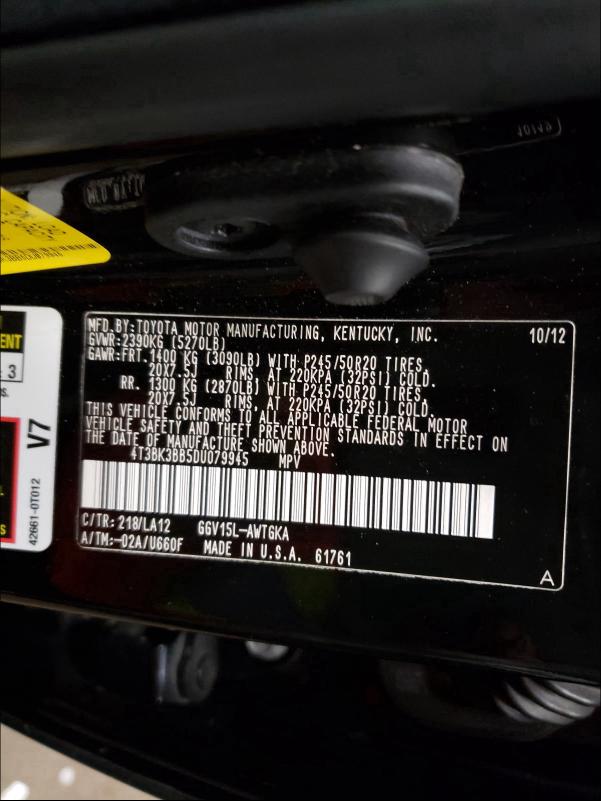 10119
MFD.BY:TOYOTA MOTOR MANUFACTURING, KENTUCKY, INC. 10/12
GVWR:2390KG (5270LB)
GAWR:FRT. 1400 KG (3090LB) WITH P245/50R20 TIRES,
20X7.5J RIMS, AT 220KPA (32PSI) COLD.
RR. 1300 KG (2870LB) WITH P245/50R20 TIRES,
20X7.5J RIMS, AT 220KPA (32PSI) COLD.
THIS VEHICLE CONFORMS TO ALL APPLICABLE FEDERAL MOTOR
VEHICLE SAFETY AND THEFT PREVENTION STANDARDS IN EFFECT ON
THE DATE OF MANUFACTURE SHOWN ABOVE.
4T3BK3BB5DU079945 MPV
C/TR: 218/LA12 GGV15L-AWTGKA
A/TM:-02A/U660F MADE IN U.S.A. 61761
A
3
V7
42661-0T012